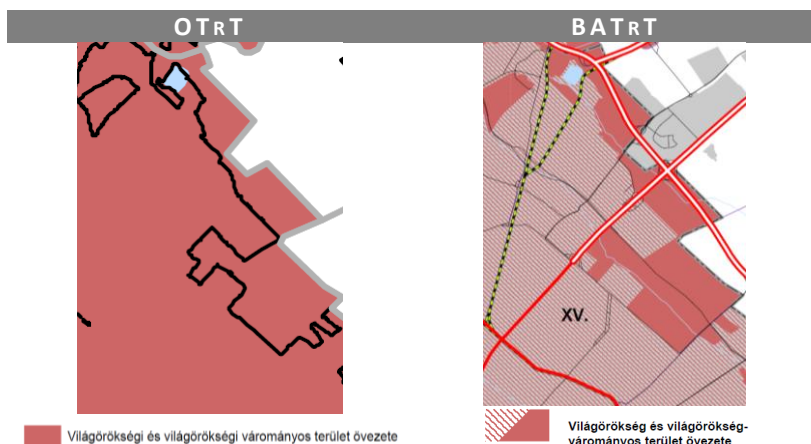 OTRT
BATRT
XV.
Világörökségi és világörökségi várományos terület övezete
Világörökség és világörökség-
várományos terület övezete